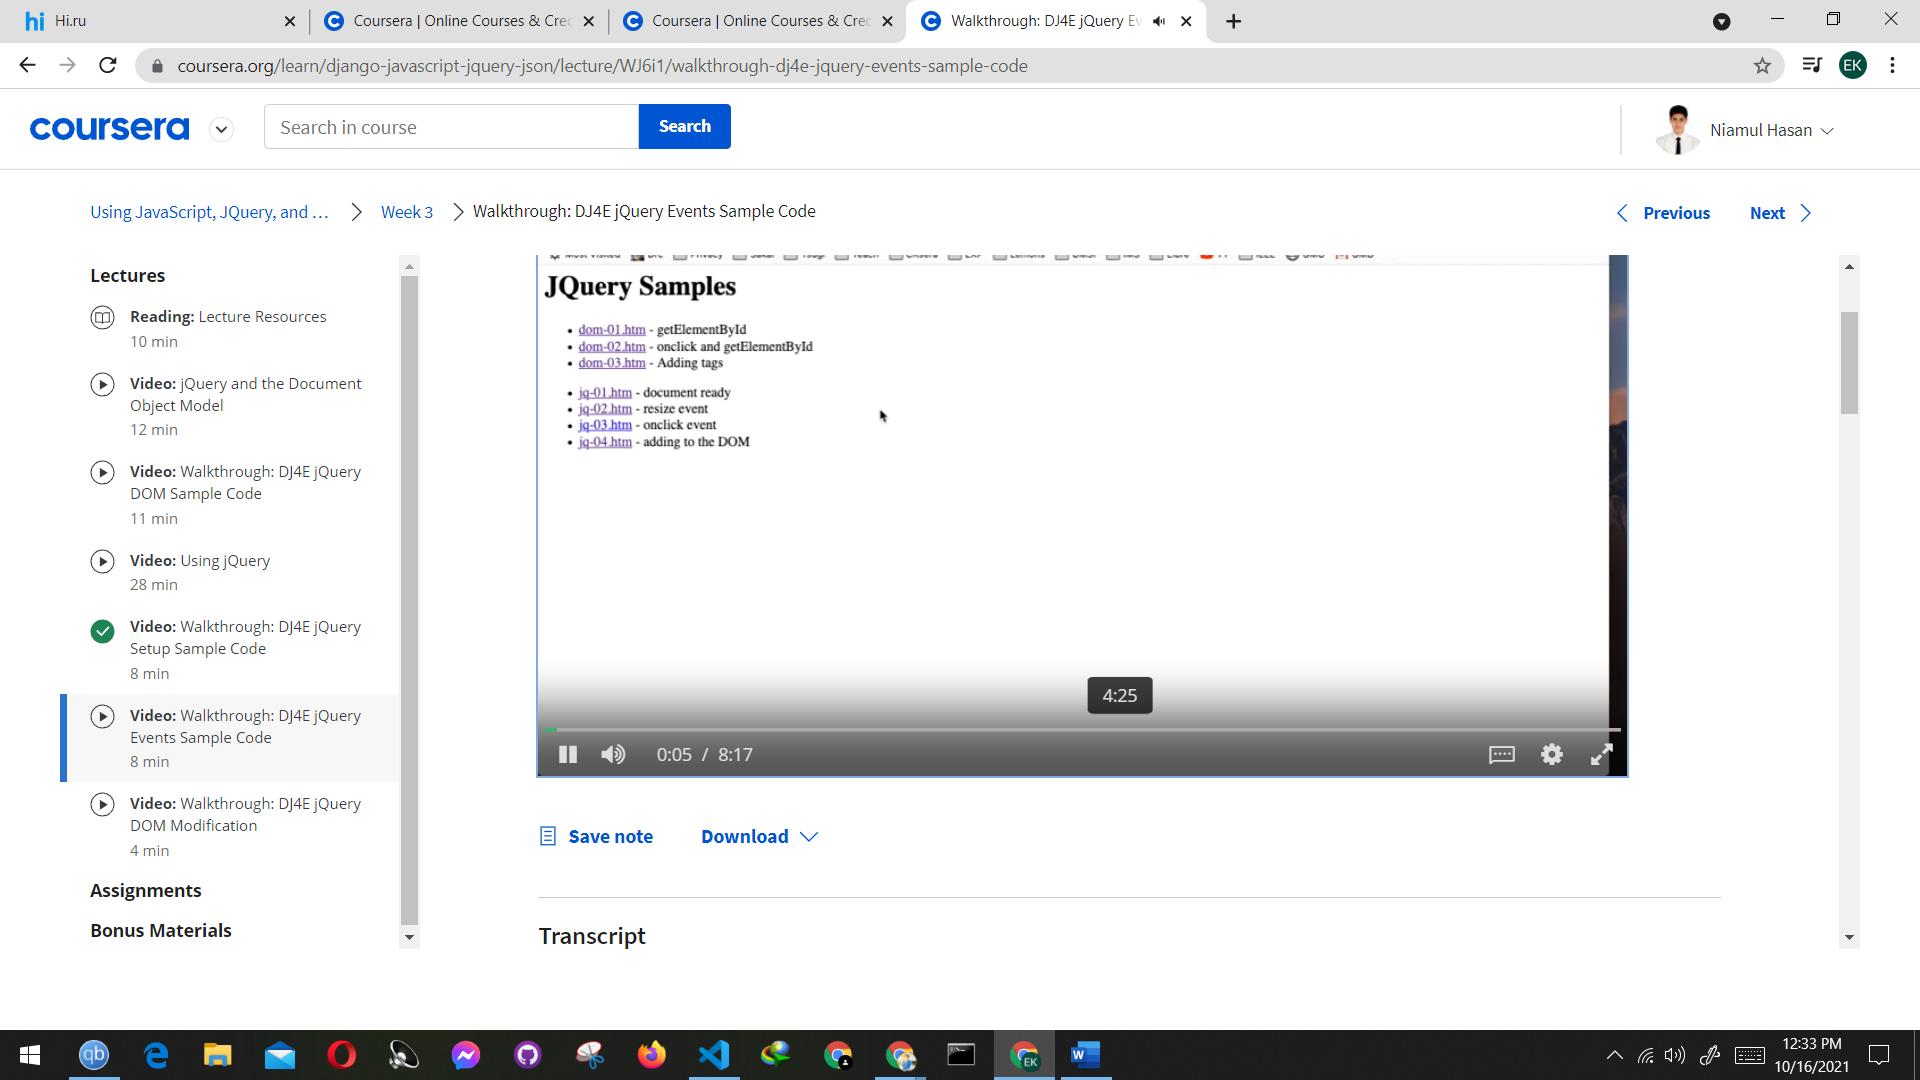 hi Hi.ru
Coursera | Online Courses & Cred
Coursera | Online Courses & Cred
Walkthrough: DJ4E jQuery Ev
coursera.org/learn/django-javascript-jquery-json/lecture/WJ6i1/walkthrough-dj4e-jquery-events-sample-code
EK
coursera
Search in course
Search
Niamul Hasan
Using JavaScript, JQuery, and ...
Week 3
Walkthrough: DJ4E jQuery Events Sample Code
Previous
Next
Lectures
Reading: Lecture Resources
10 min
Video: jQuery and the Document
Object Model
12 min
Video: Walkthrough: DJ4E jQuery
DOM Sample Code
11 min
Video: Using jQuery
28 min
Video: Walkthrough: DJ4E jQuery
Setup Sample Code
8 min
Video: Walkthrough: DJ4E jQuery
Events Sample Code
8 min
Video: Walkthrough: DJ4E jQuery
DOM Modification
4 min
Assignments
Bonus Materials
JQuery Samples
• dom-01.htm - getElementById
• dom-02.htm - onclick and getElementById
• dom-03.htm - Adding tags
• jq-01.htm - document ready
• jq-02.htm - resize event
• jq-03.htm - onclick event
• jq-04.htm - adding to the DOM
4:25
0:05 / 8:17
Save note
Download
Transcript
qb
EK
W
12:33 PM
10/16/2021